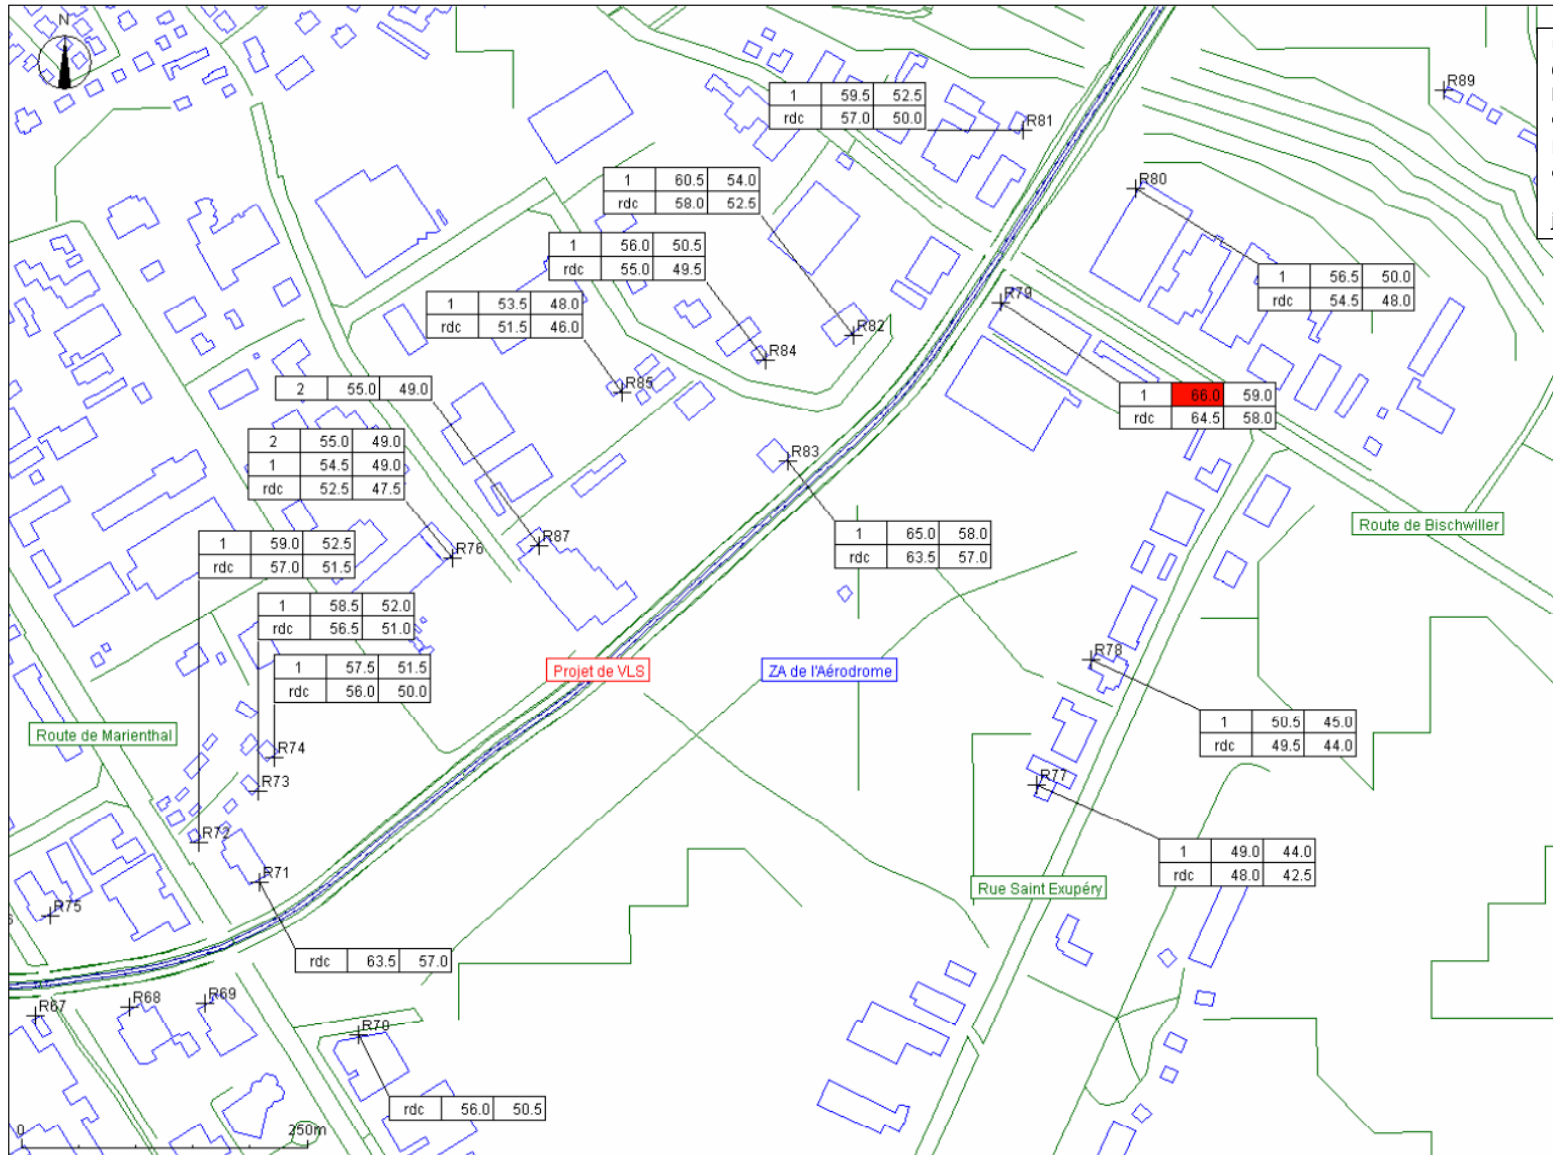 N
R89
1 59.5 52.5
rdc 57.0 50.0
R81
1 60.5 54.0
rdc 58.0 52.5
R80
1 56.0 50.5
rdc 55.0 49.5
1 56.5 50.0
rdc 54.5 48.0
1 53.5 48.0
rdc 51.5 46.0
R79
R82
R84
R85
2 55.0 49.0
1 66.0 59.0
rdc 64.5 58.0
2 55.0 49.0
1 54.5 49.0
rdc 52.5 47.5
R83
1 65.0 58.0
rdc 63.5 57.0
Route de Bischwiller
1 59.0 52.5
rdc 57.0 51.5
R76
R87
1 58.5 52.0
rdc 56.5 51.0
1 57.5 51.5
rdc 56.0 50.0
Projet de VLS
ZA de l'Aérodrome
R78
1 50.5 45.0
rdc 49.5 44.0
Route de Marienthal
R74
R73
R77
R72
1 49.0 44.0
rdc 48.0 42.5
R71
Rue Saint Exupéry
R75
rdc 63.5 57.0
R67
R68
R69
R70
rdc 56.0 50.5
0 250m